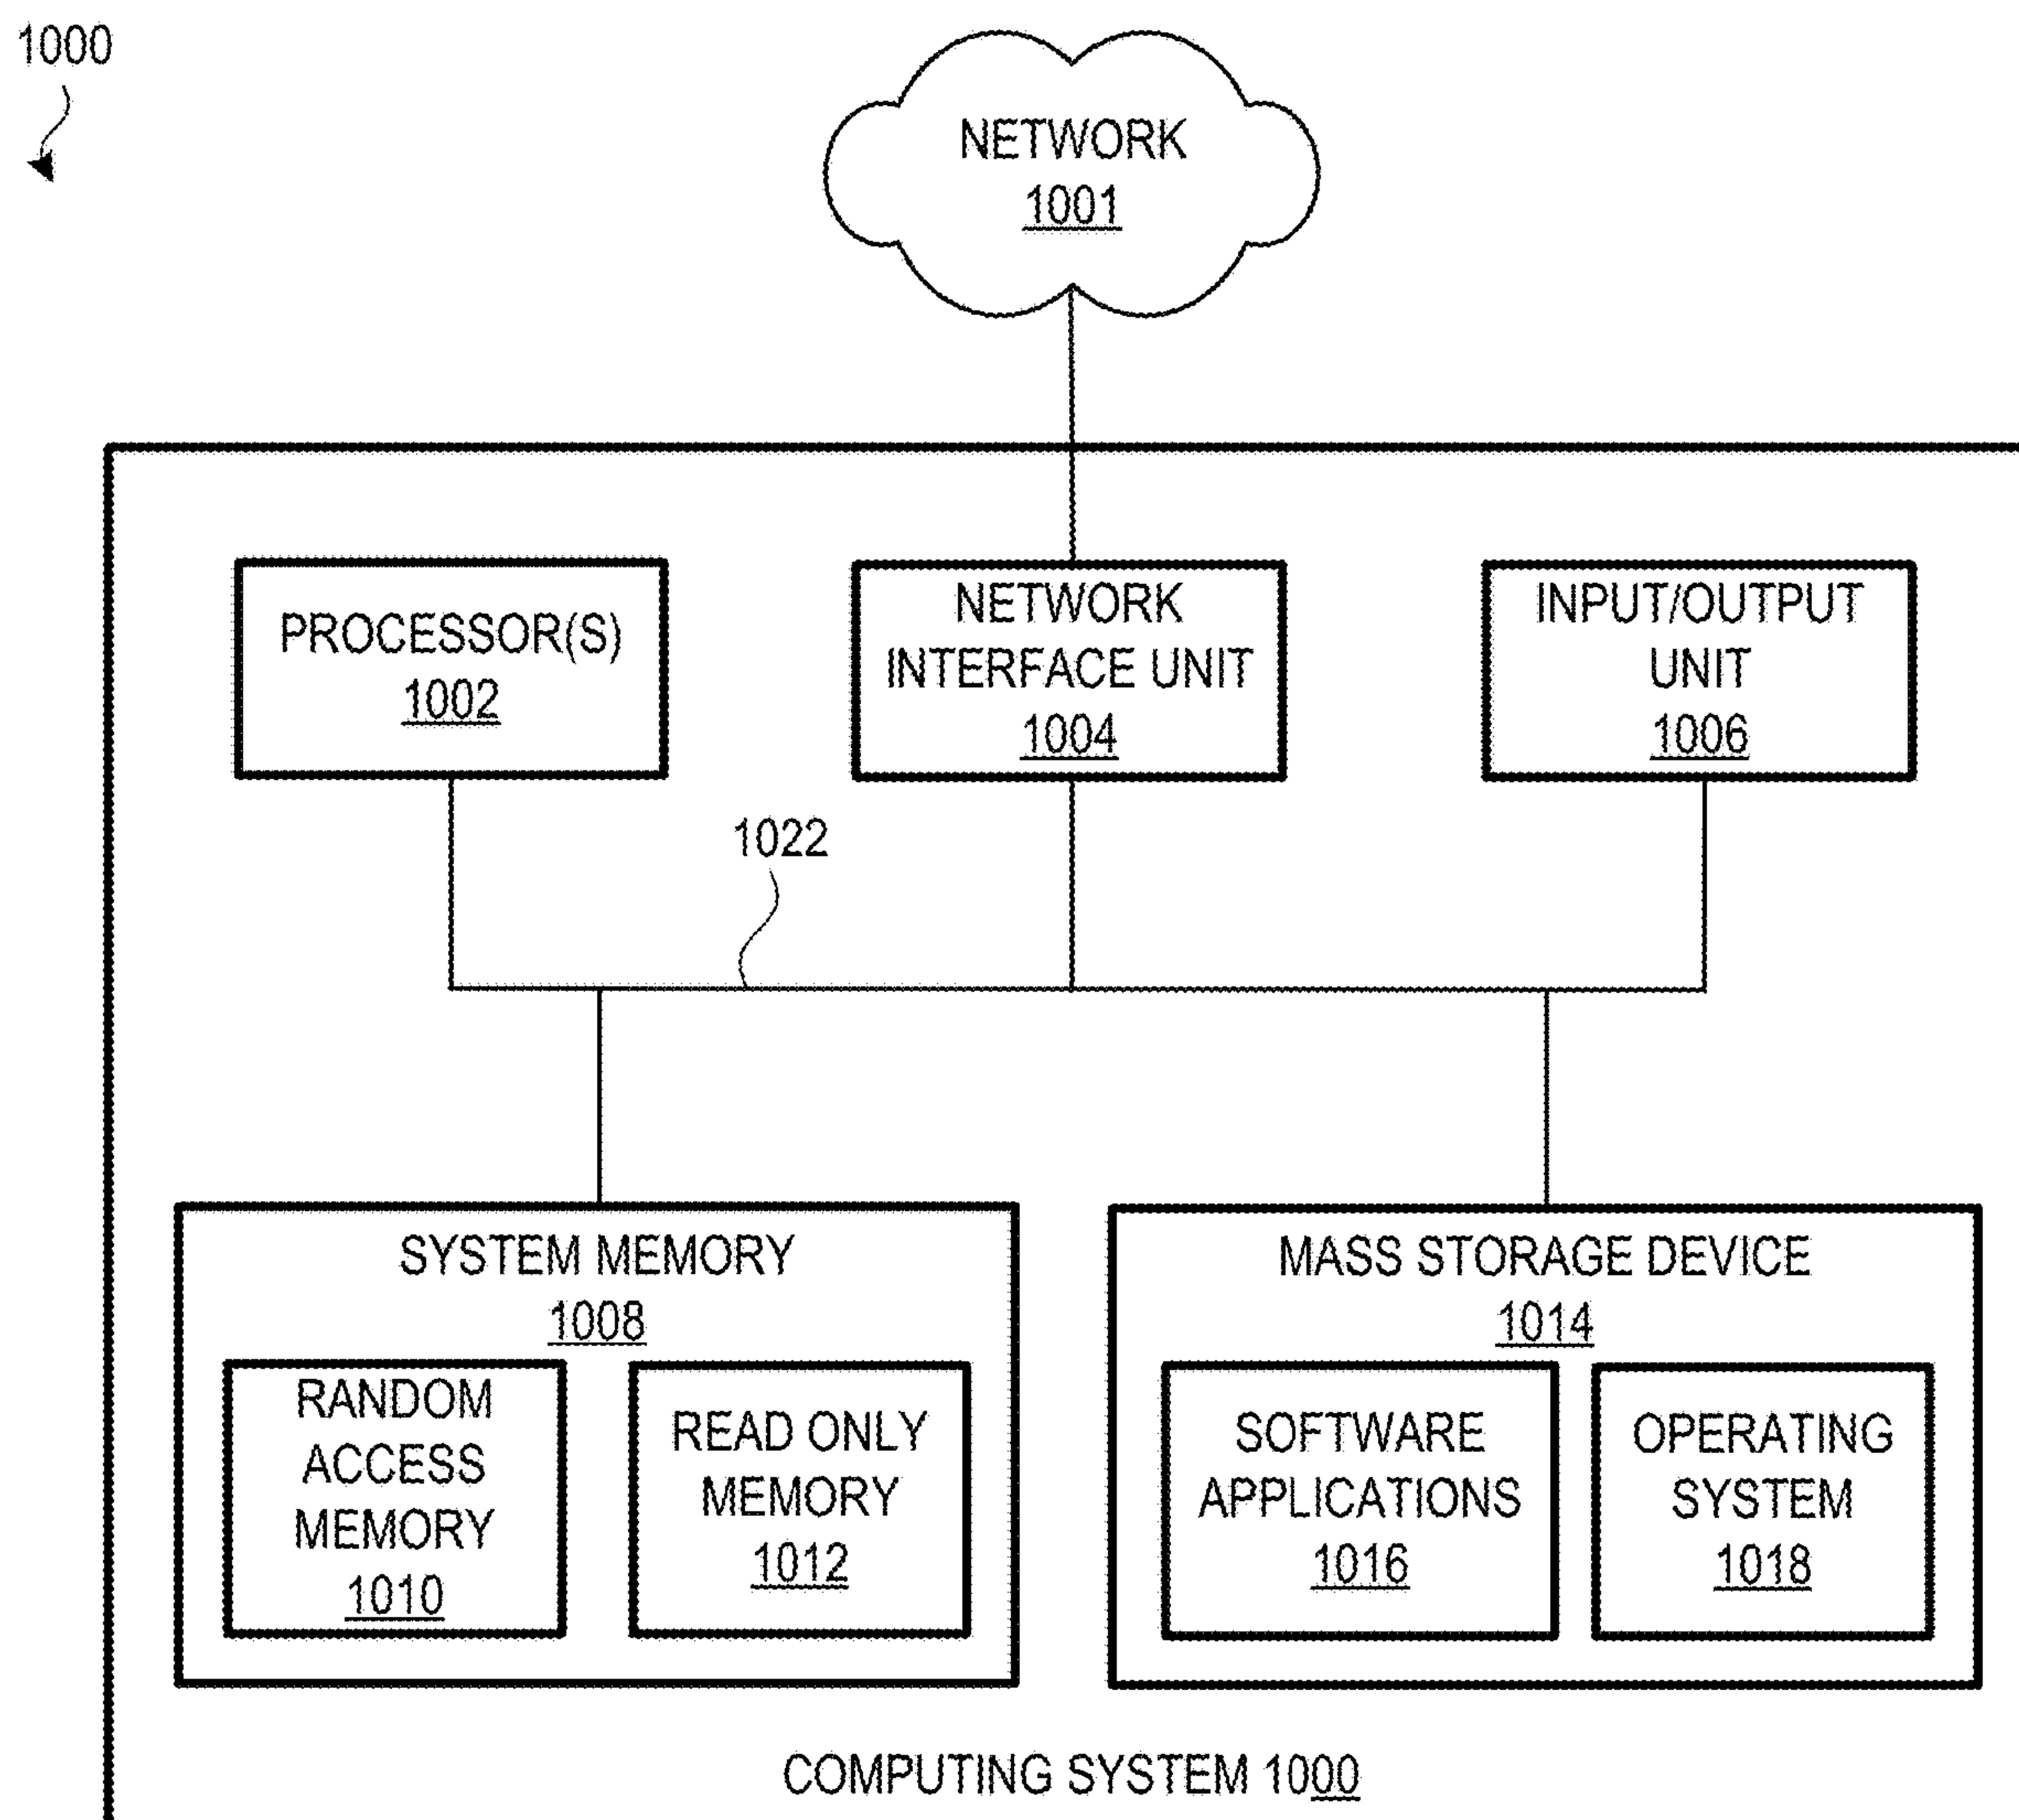 1000
NETWORK
1001
PROCESSOR(S)
1002
NETWORK
INTERFACE UNIT
1004
INPUT/OUTPUT
UNIT
1006
1022
SYSTEM MEMORY
1008
RANDOM
ACCESS
MEMORY
1010
READ ONLY
MEMORY
1012
MASS STORAGE DEVICE
1014
SOFTWARE
APPLICATIONS
1016
OPERATING
SYSTEM
1018
COMPUTING SYSTEM 1000